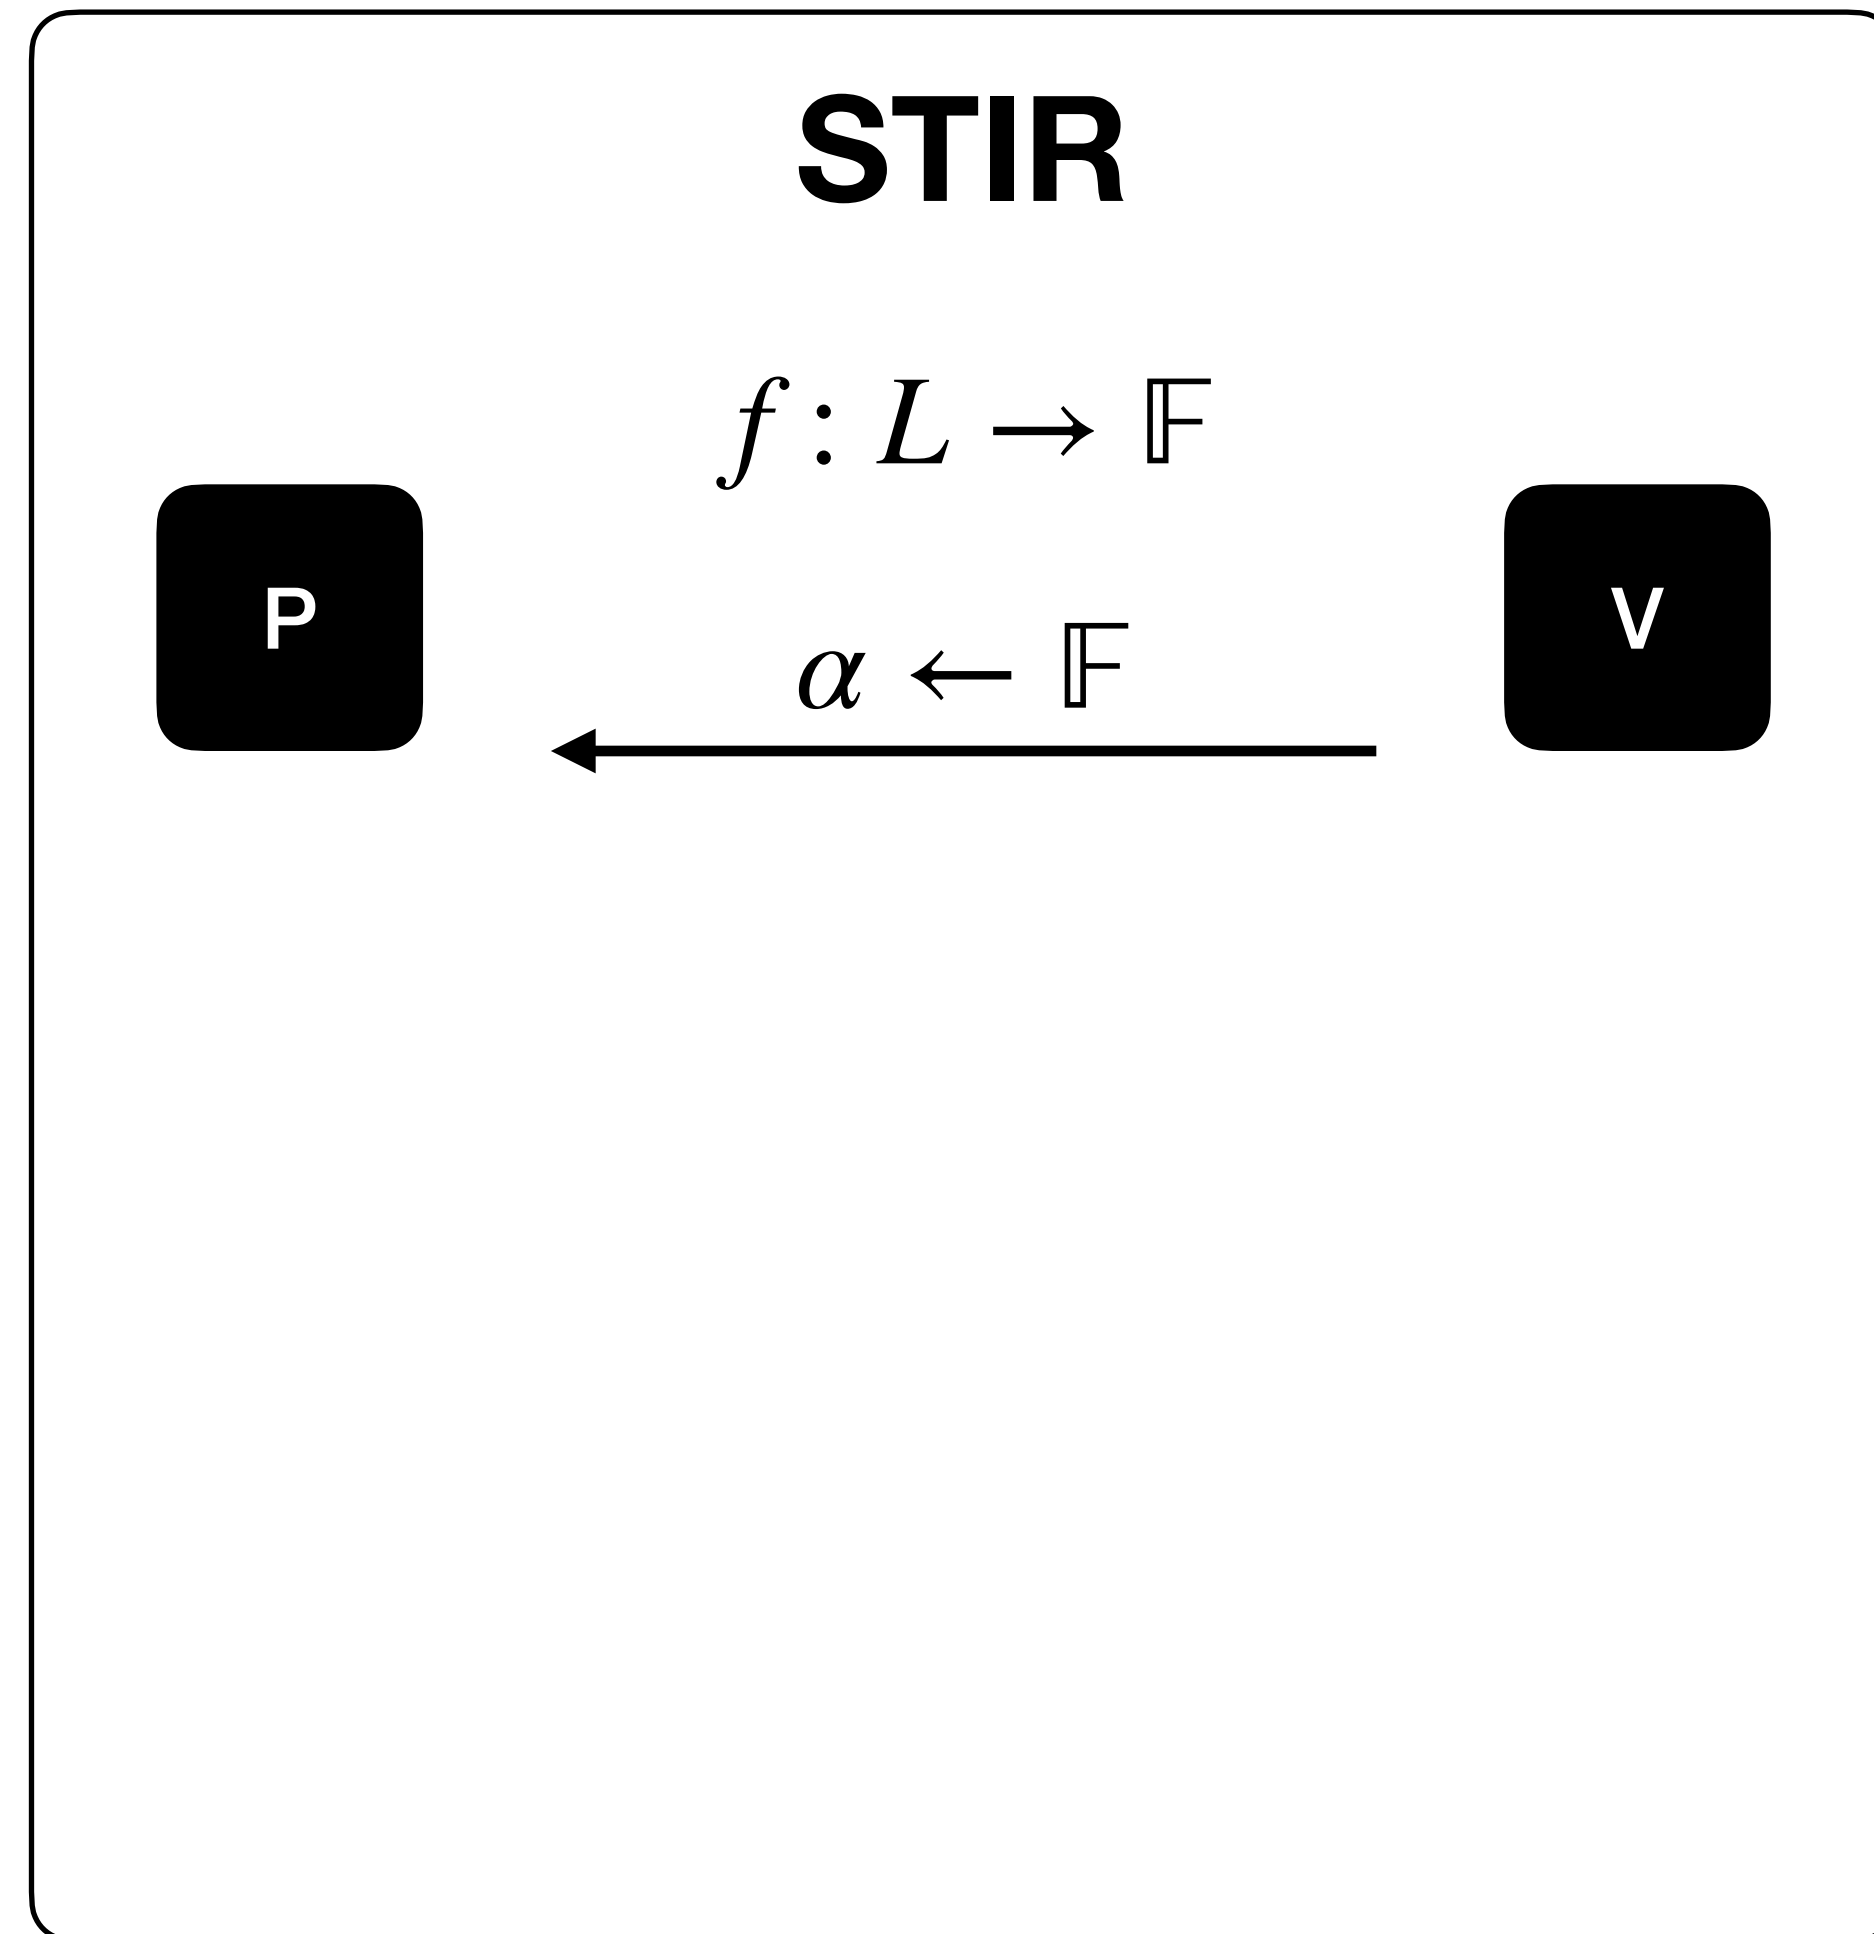 STIR
f : L → 𝔽
P
V
α ← 𝔽